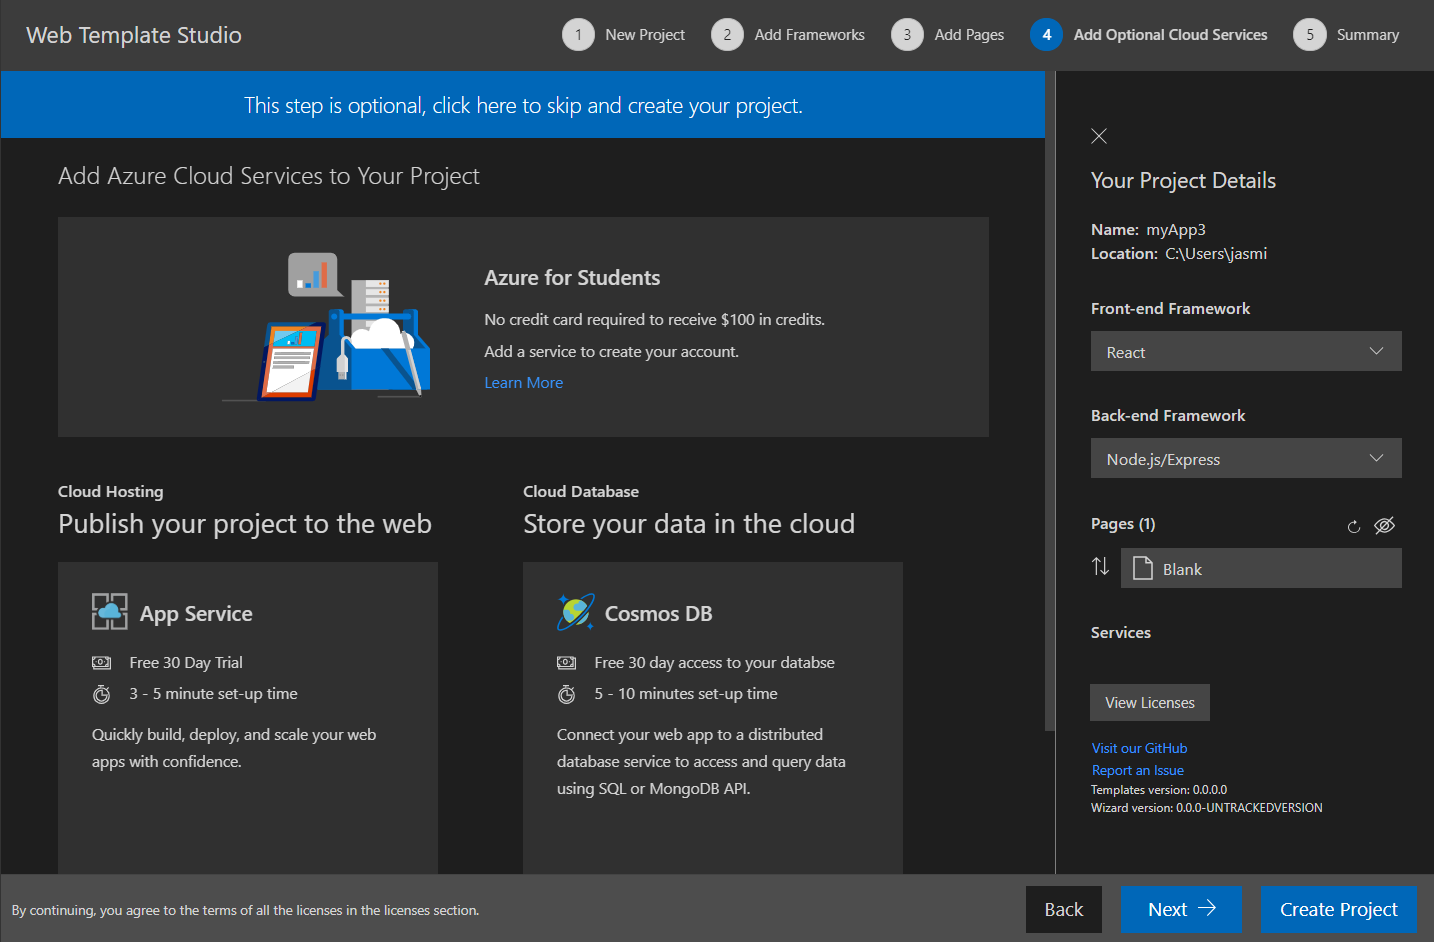 Web Template Studio
1 New Project
2 Add Frameworks
3 Add Pages
4 Add Optional Cloud Services
5 Summary
This step is optional, click here to skip and create your project.
Add Azure Cloud Services to Your Project
Azure for Students
No credit card required to receive $100 in credits.
Add a service to create your account.
Learn More
Cloud Hosting
Publish your project to the web
App Service
Free 30 Day Trial
3 - 5 minute set-up time
Quickly build, deploy, and scale your web
apps with confidence.
Cloud Database
Store your data in the cloud
Cosmos DB
Free 30 day access to your databse
5 - 10 minutes set-up time
Connect your web app to a distributed
database service to access and query data
using SQL or MongoDB API.
Your Project Details
Name: myApp3
Location: C:\Users\jasmi
Front-end Framework
React
Back-end Framework
Node.js/Express
Pages (1)
Blank
Services
View Licenses
Visit our GitHub
Report an Issue
Templates version: 0.0.0.0
Wizard version: 0.0.0-UNTRACKEDVERSION
By continuing, you agree to the terms of all the licenses in the licenses section.
Back
Next
Create Project